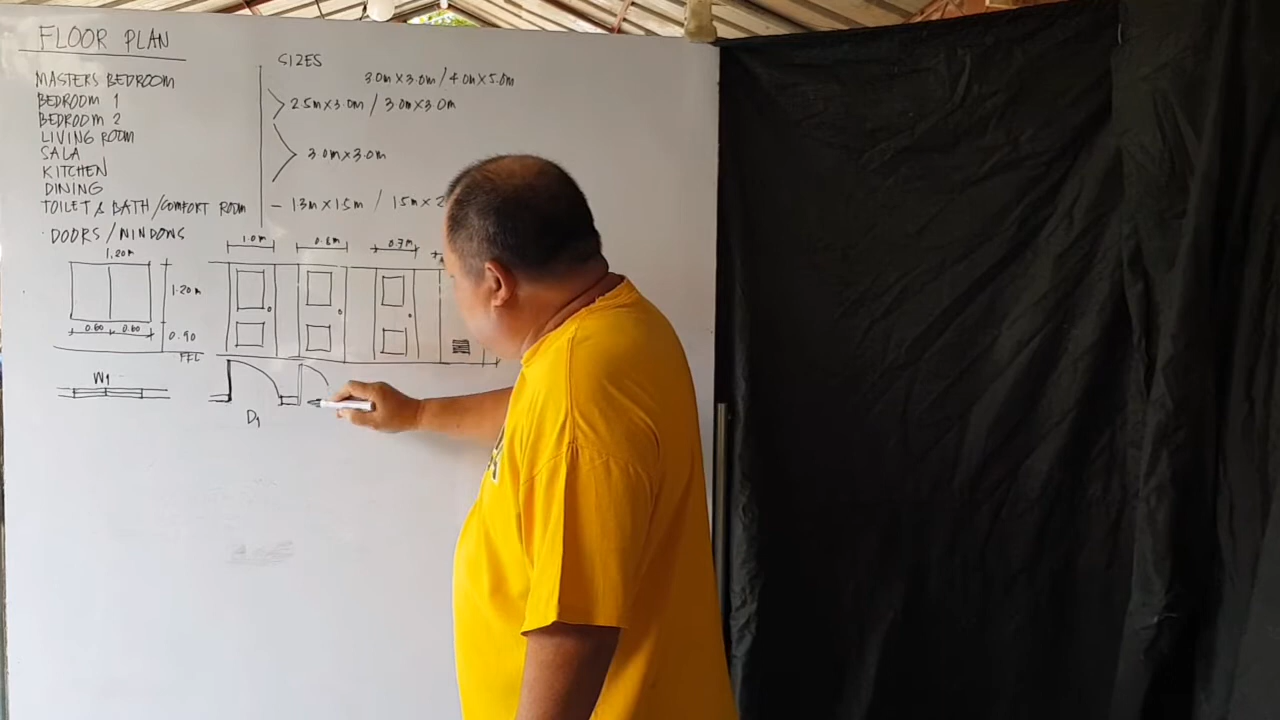 FLOOR PLAN
SIZES
MASTERS BEDROOM 3.0m x 3.0m / 4.0m x 5.0m
BEDROOM 1 2.5m x 3.0m / 3.0m x 3.0m
BEDROOM 2
LIVING ROOM
SALA 3.0m x 3.0m
KITCHEN
DINING
TOILET & BATH / COMFORT ROOM - 1.3m x 1.5m / 1.5m x 2
DOORS / WINDOWS
1.20m 1.0m 0.8m 0.7m
1.20m
0.60 0.60 0.90
FFL
W1
D1